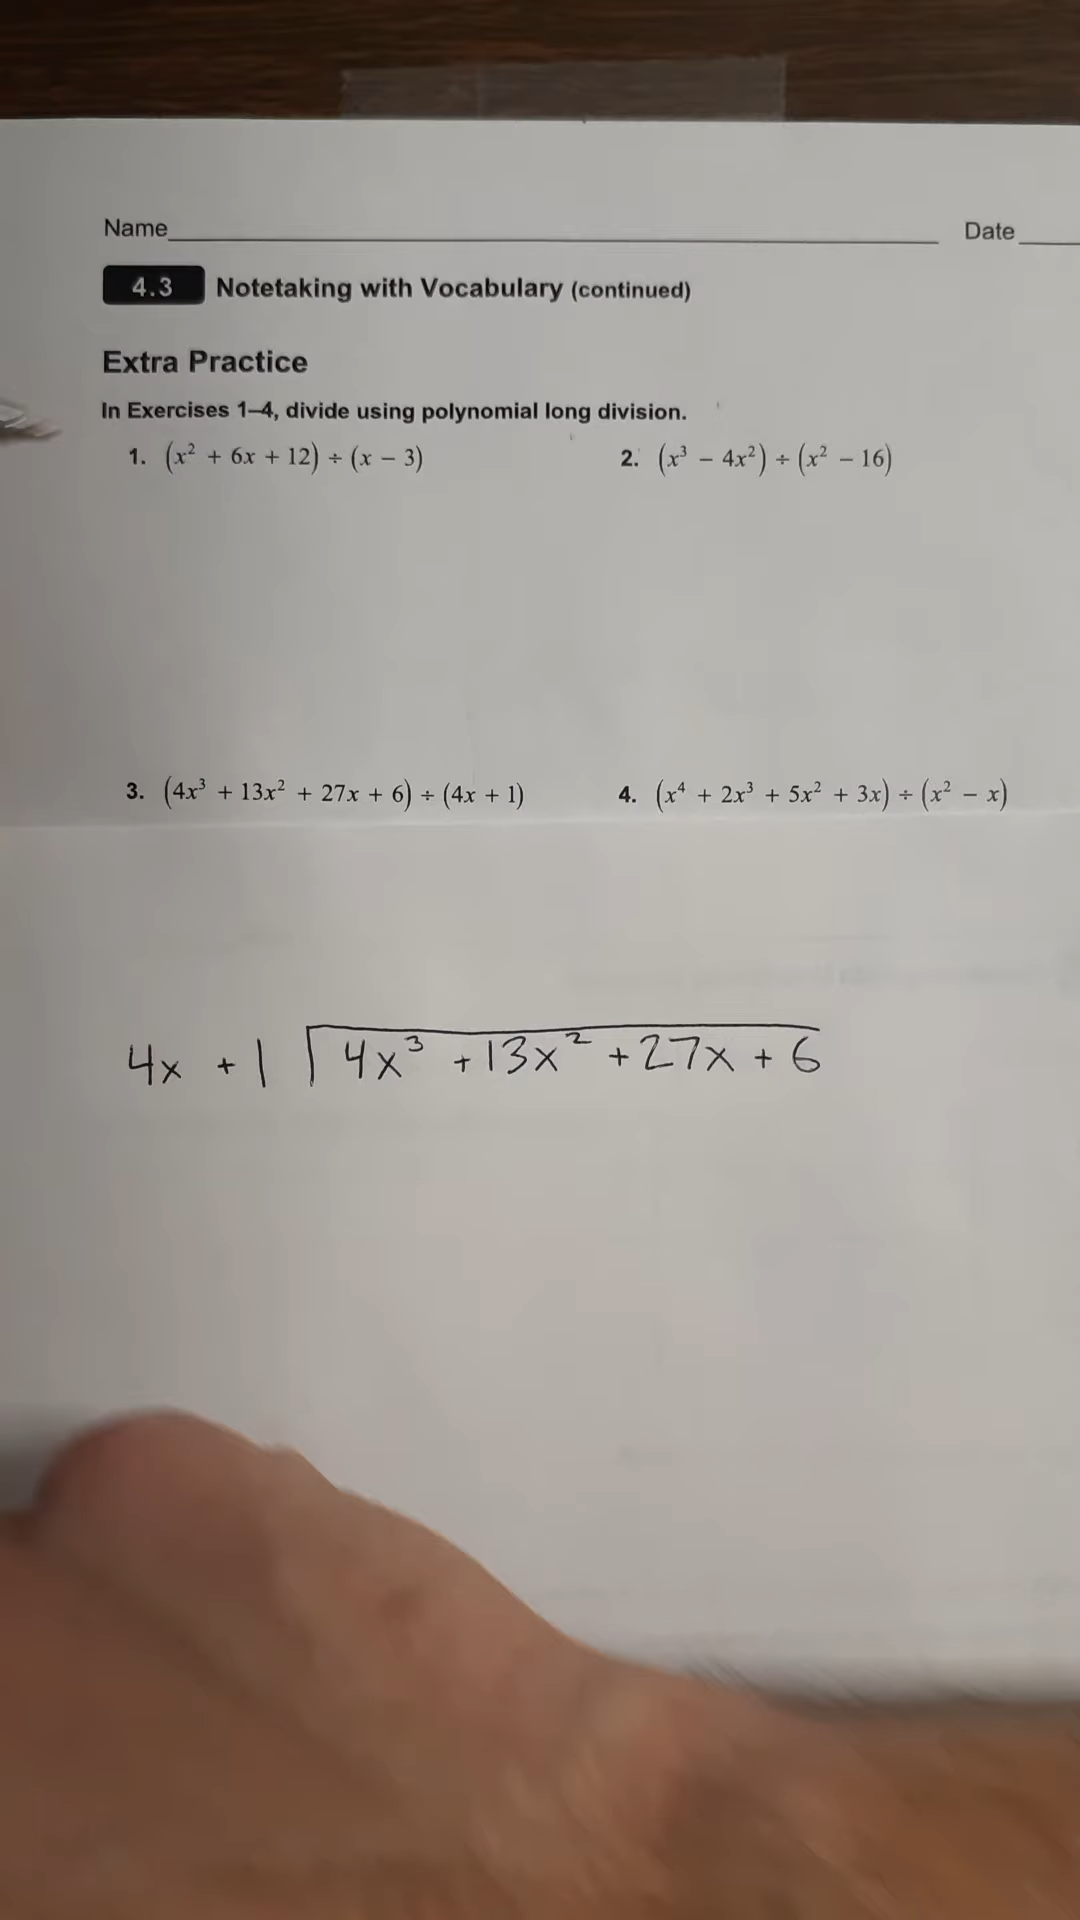 Name Date
4.3 Notetaking with Vocabulary (continued)
Extra Practice
In Exercises 1–4, divide using polynomial long division.
1. (x² + 6x + 12) ÷ (x − 3) 2. (x³ − 4x²) ÷ (x² − 16)
3. (4x³ + 13x² + 27x + 6) ÷ (4x + 1) 4. (x⁴ + 2x³ + 5x² + 3x) ÷ (x² − x)
4x + 1 | 4x³ + 13x² + 27x + 6